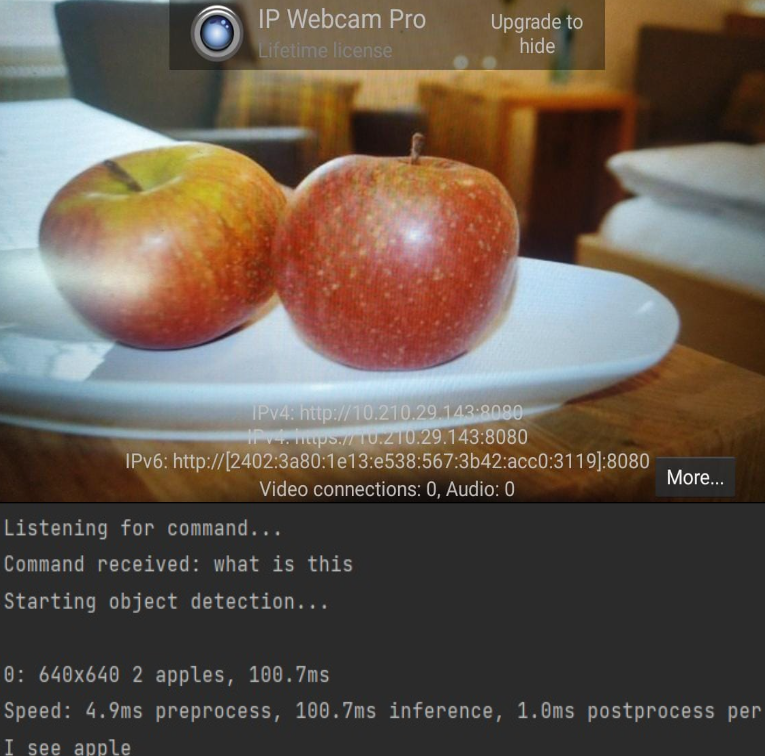 IP Webcam Pro
Lifetime license
Upgrade to
hide
IPv4: http://10.210.29.143:8080
IPv4: https://10.210.29.143:8080
IPv6: http://[2402:3a80:1e13:e538:567:3b42:acc0:3119]:8080
Video connections: 0, Audio: 0
More...
Listening for command...
Command received: what is this
Starting object detection...
0: 640x640 2 apples, 100.7ms
Speed: 4.9ms preprocess, 100.7ms inference, 1.0ms postprocess per
I see apple